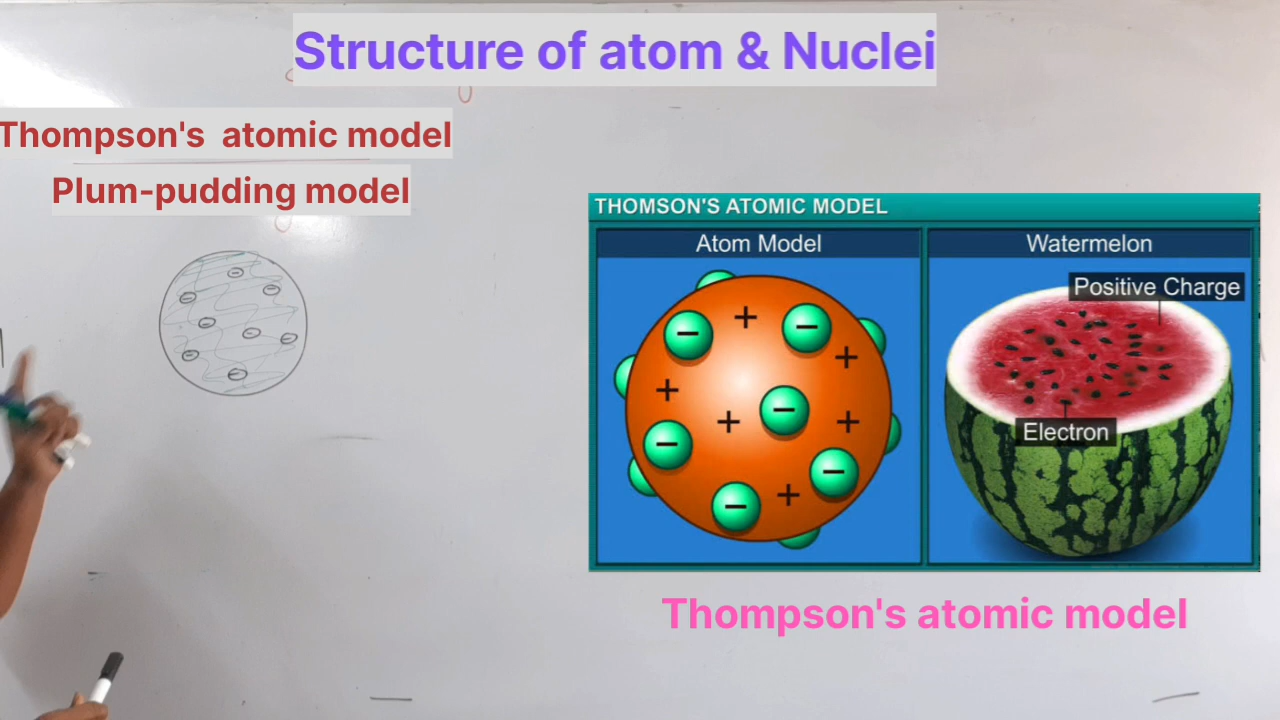 Structure of atom & Nuclei
Thompson's atomic model
Plum-pudding model
THOMSON'S ATOMIC MODEL
Atom Model
Watermelon
Positive Charge
Electron
Thompson's atomic model